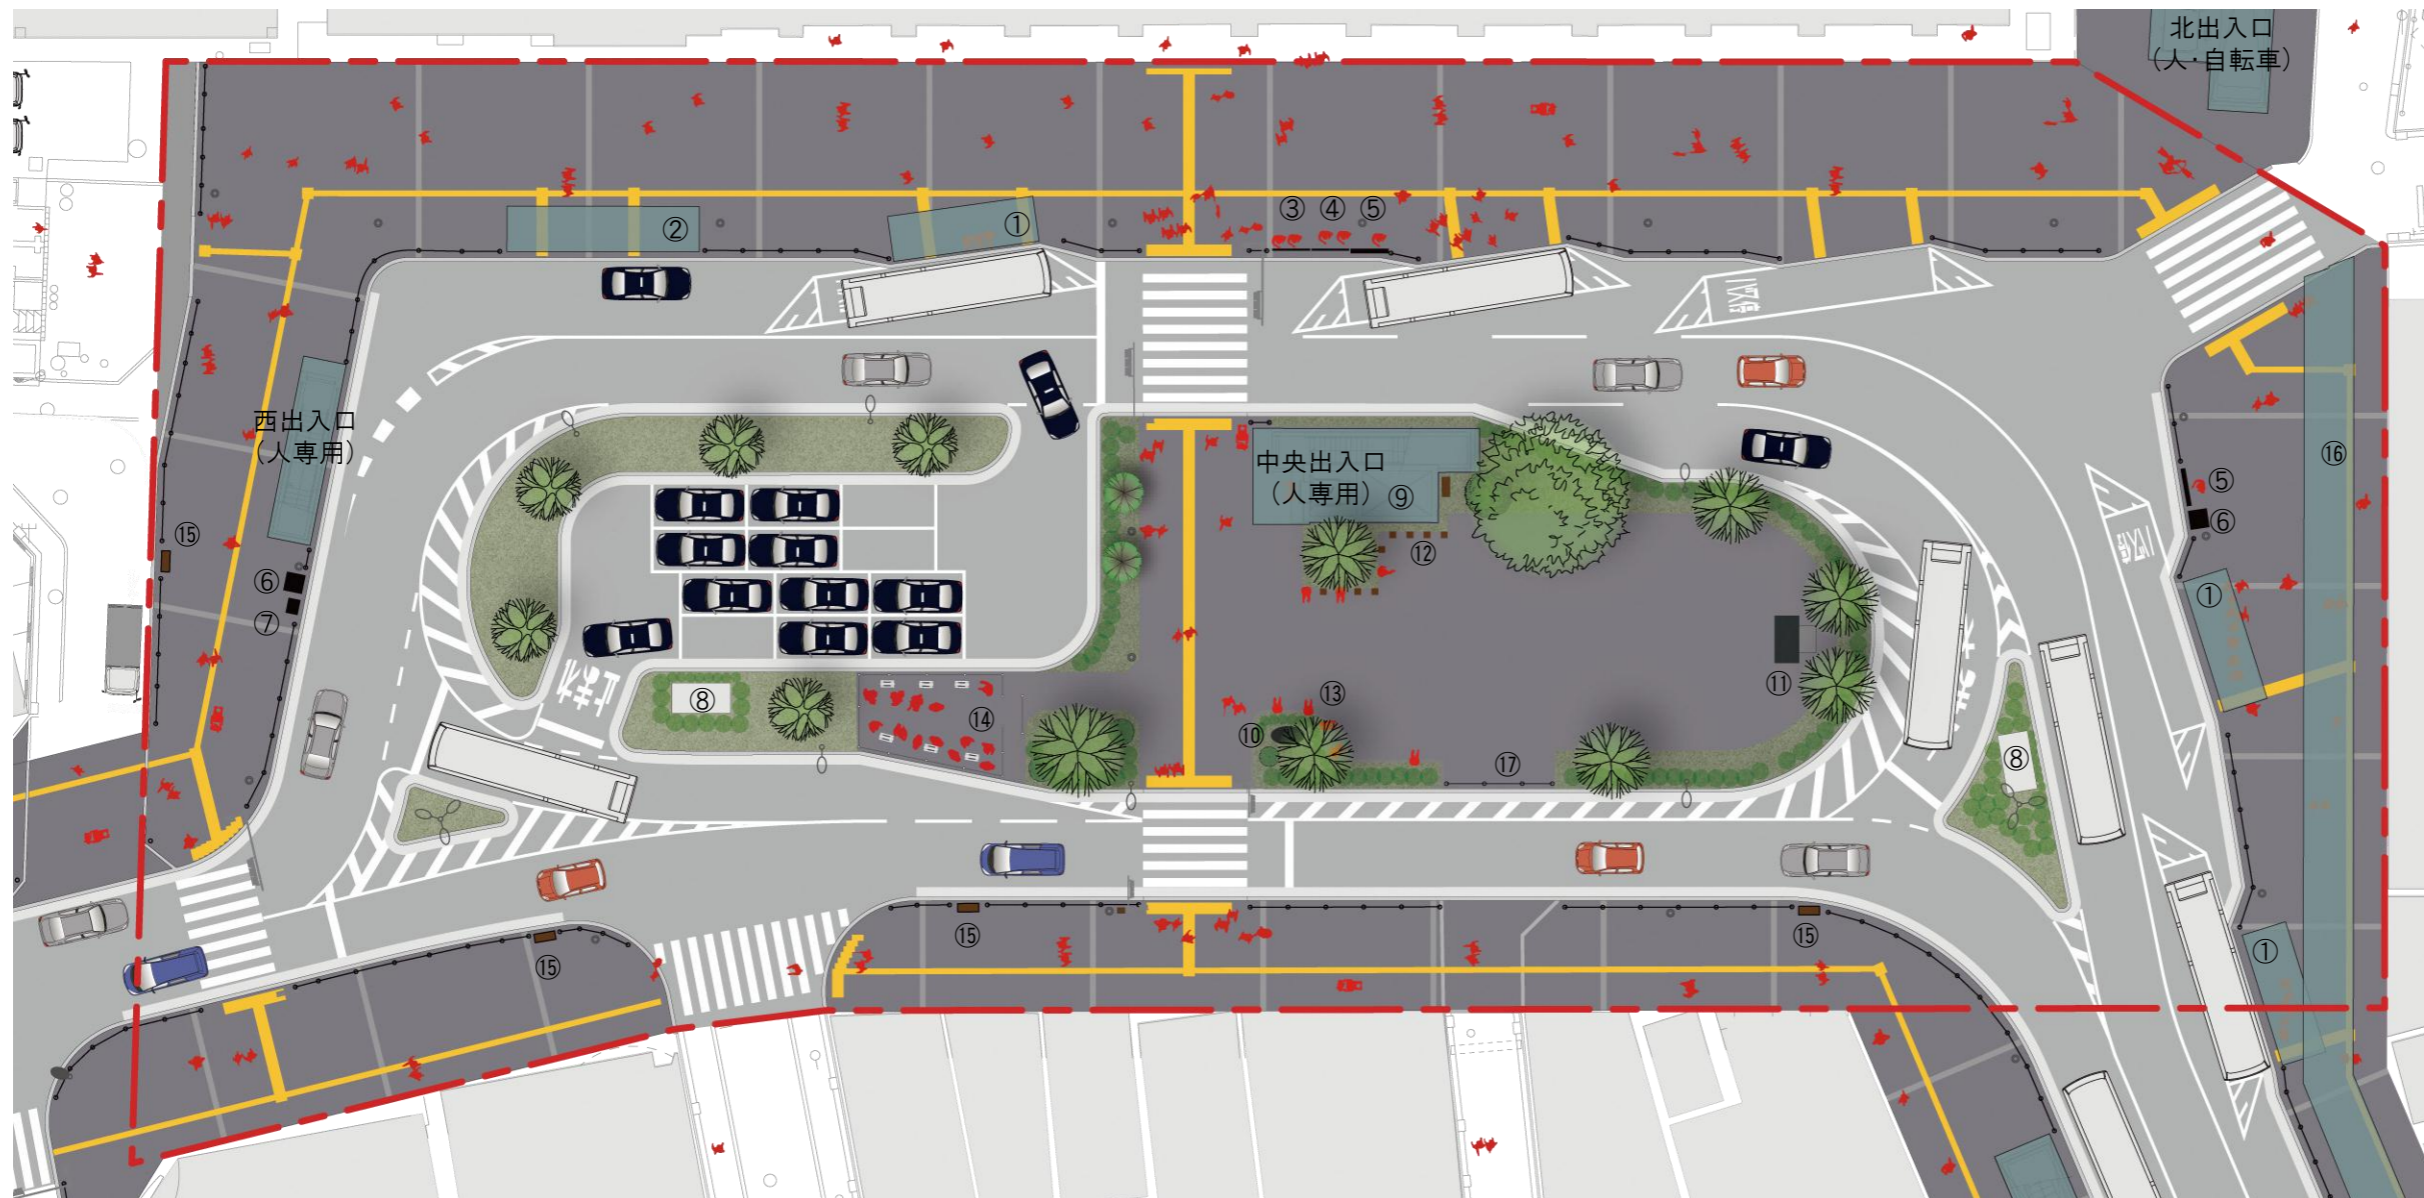 北出入口
（人・自転車）
③ ④ ⑤
② ①
西出入口
（人専用）
中央出入口
（人専用） ⑨
⑯
⑤
⑥
⑮
⑫
⑥
⑦
①
⑧
⑭
⑬
⑩
⑪
⑰
⑧
⑮
⑮
⑮
①